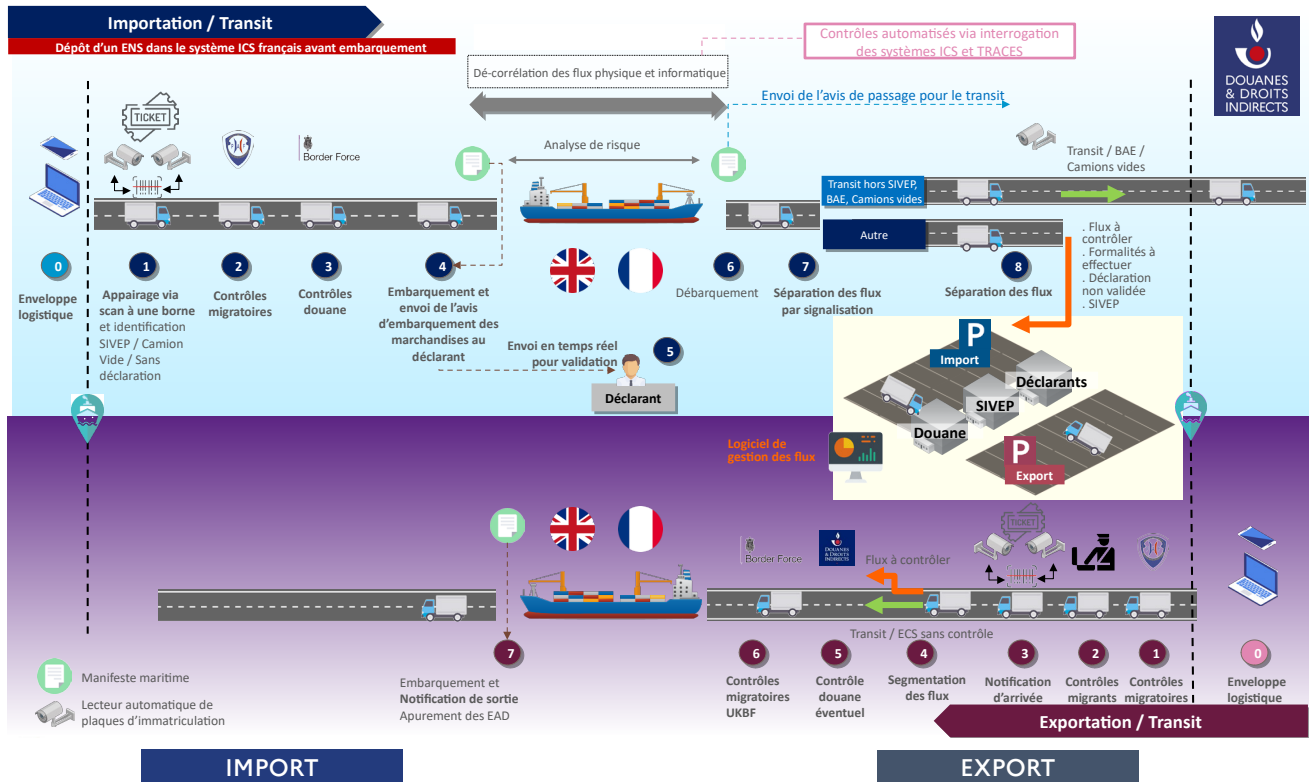 Importation / Transit
Dépôt d'un ENS dans le système ICS français avant embarquement
Contrôles automatisés via interrogation
des systèmes ICS et TRACES
DOUANES
& DROITS
INDIRECTS
Dé-corrélation des flux physique et informatique
Envoi de l'avis de passage pour le transit
TICKET
Border Force
Analyse de risque
Transit / BAE /
Camions vides
Transit hors SIVEP,
BAE, Camions vides
Autre
. Flux à
contrôler
. Formalités à
effectuer
. Déclaration
non validée
. SIVEP
0
Enveloppe
logistique
1
Appairage via
scan à une borne
et identification
SIVEP / Camion
Vide / Sans
déclaration
2
Contrôles
migratoires
3
Contrôles
douane
4
Embarquement et
envoi de l'avis
d'embarquement des
marchandises au
déclarant
6
Débarquement
7
Séparation des flux
par signalisation
8
Séparation des flux
Envoi en temps réel
pour validation
5
Déclarant
P
Import
Déclarants
SIVEP
Douane
P
Export
Logiciel de
gestion des flux
Border Force
DOUANES
& DROITS
INDIRECTS
Flux à contrôler
TICKET
Transit / ECS sans contrôle
7
Embarquement et
Notification de sortie
Apurement des EAD
6
Contrôles
migratoires
UKBF
5
Contrôle
douane
éventuel
4
Segmentation
des flux
3
Notification
d'arrivée
2
Contrôles
migrants
1
Contrôles
migratoires
0
Enveloppe
logistique
Manifeste maritime
Lecteur automatique de
plaques d'immatriculation
Exportation / Transit
IMPORT
EXPORT